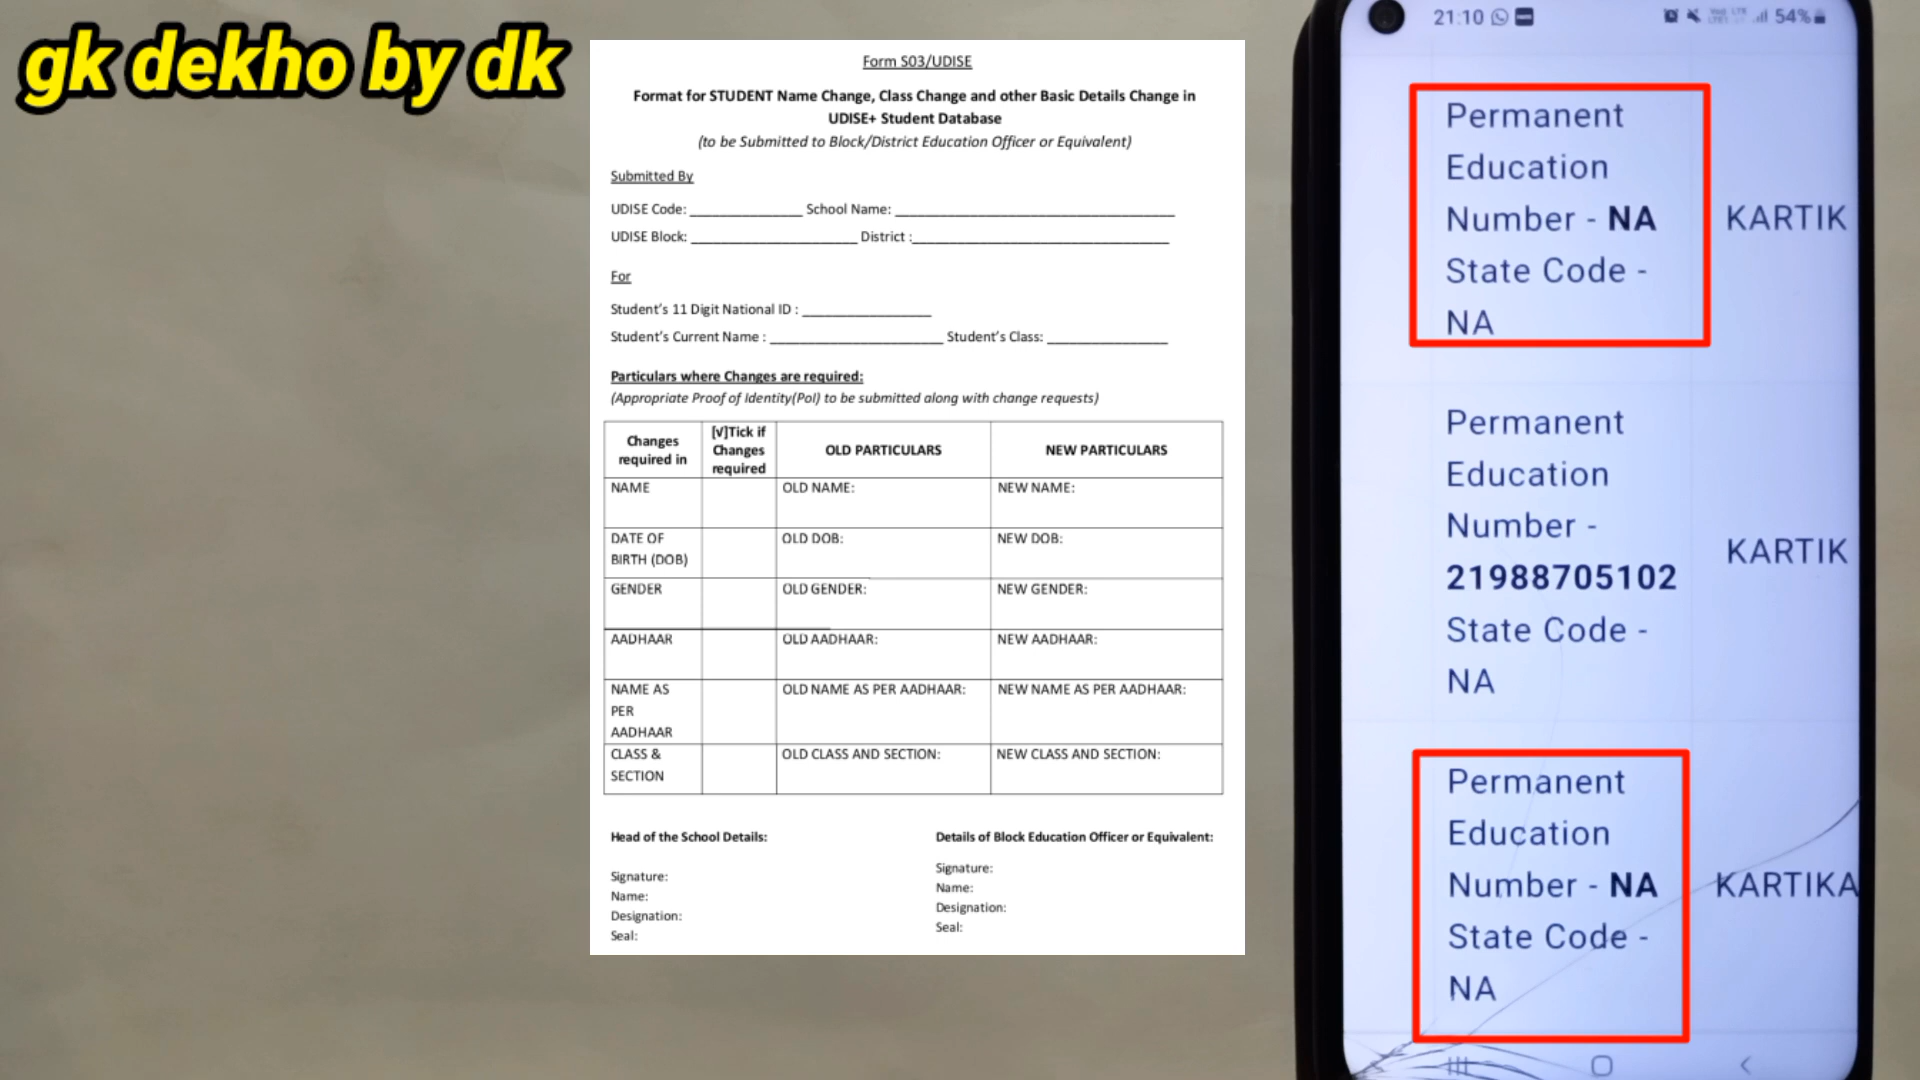 gk dekho by dk
Form S03/UDISE
Format for STUDENT Name Change, Class Change and other Basic Details Change in
UDISE+ Student Database
(to be Submitted to Block/District Education Officer or Equivalent)
Submitted By
UDISE Code: _______________ School Name: ______________________________________
UDISE Block: ______________________ District :__________________________________
For
Student's 11 Digit National ID : _________________
Student's Current Name : _______________________ Student's Class: ________________
Particulars where Changes are required:
(Appropriate Proof of Identity(PoI) to be submitted along with change requests)
Changes required in
[√]Tick if Changes required
OLD PARTICULARS
NEW PARTICULARS
NAME
OLD NAME:
NEW NAME:
DATE OF
BIRTH (DOB)
OLD DOB:
NEW DOB:
GENDER
OLD GENDER:
NEW GENDER:
AADHAAR
OLD AADHAAR:
NEW AADHAAR:
NAME AS
PER
AADHAAR
OLD NAME AS PER AADHAAR:
NEW NAME AS PER AADHAAR:
CLASS &
SECTION
OLD CLASS AND SECTION:
NEW CLASS AND SECTION:
Head of the School Details:
Signature:
Name:
Designation:
Seal:
Details of Block Education Officer or Equivalent:
Signature:
Name:
Designation:
Seal:
21:10
54%
Permanent
Education
Number - NA
State Code -
NA
KARTIK
Permanent
Education
Number -
21988705102
State Code -
NA
KARTIK
Permanent
Education
Number - NA
State Code -
NA
KARTIKA